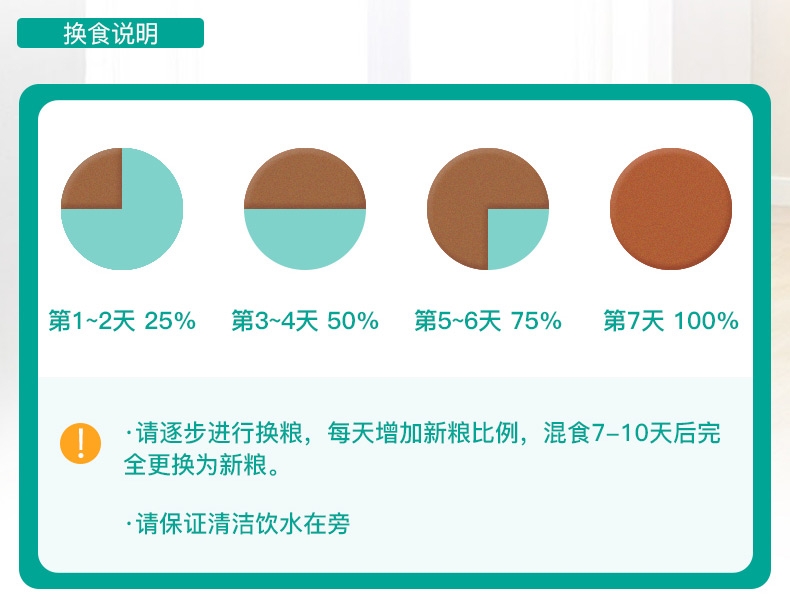 换食说明
第1~2天 25% 第3~4天 50% 第5~6天 75% 第7天 100%
·请逐步进行换粮，每天增加新粮比例，混食7-10天后完
全更换为新粮。
·请保证清洁饮水在旁